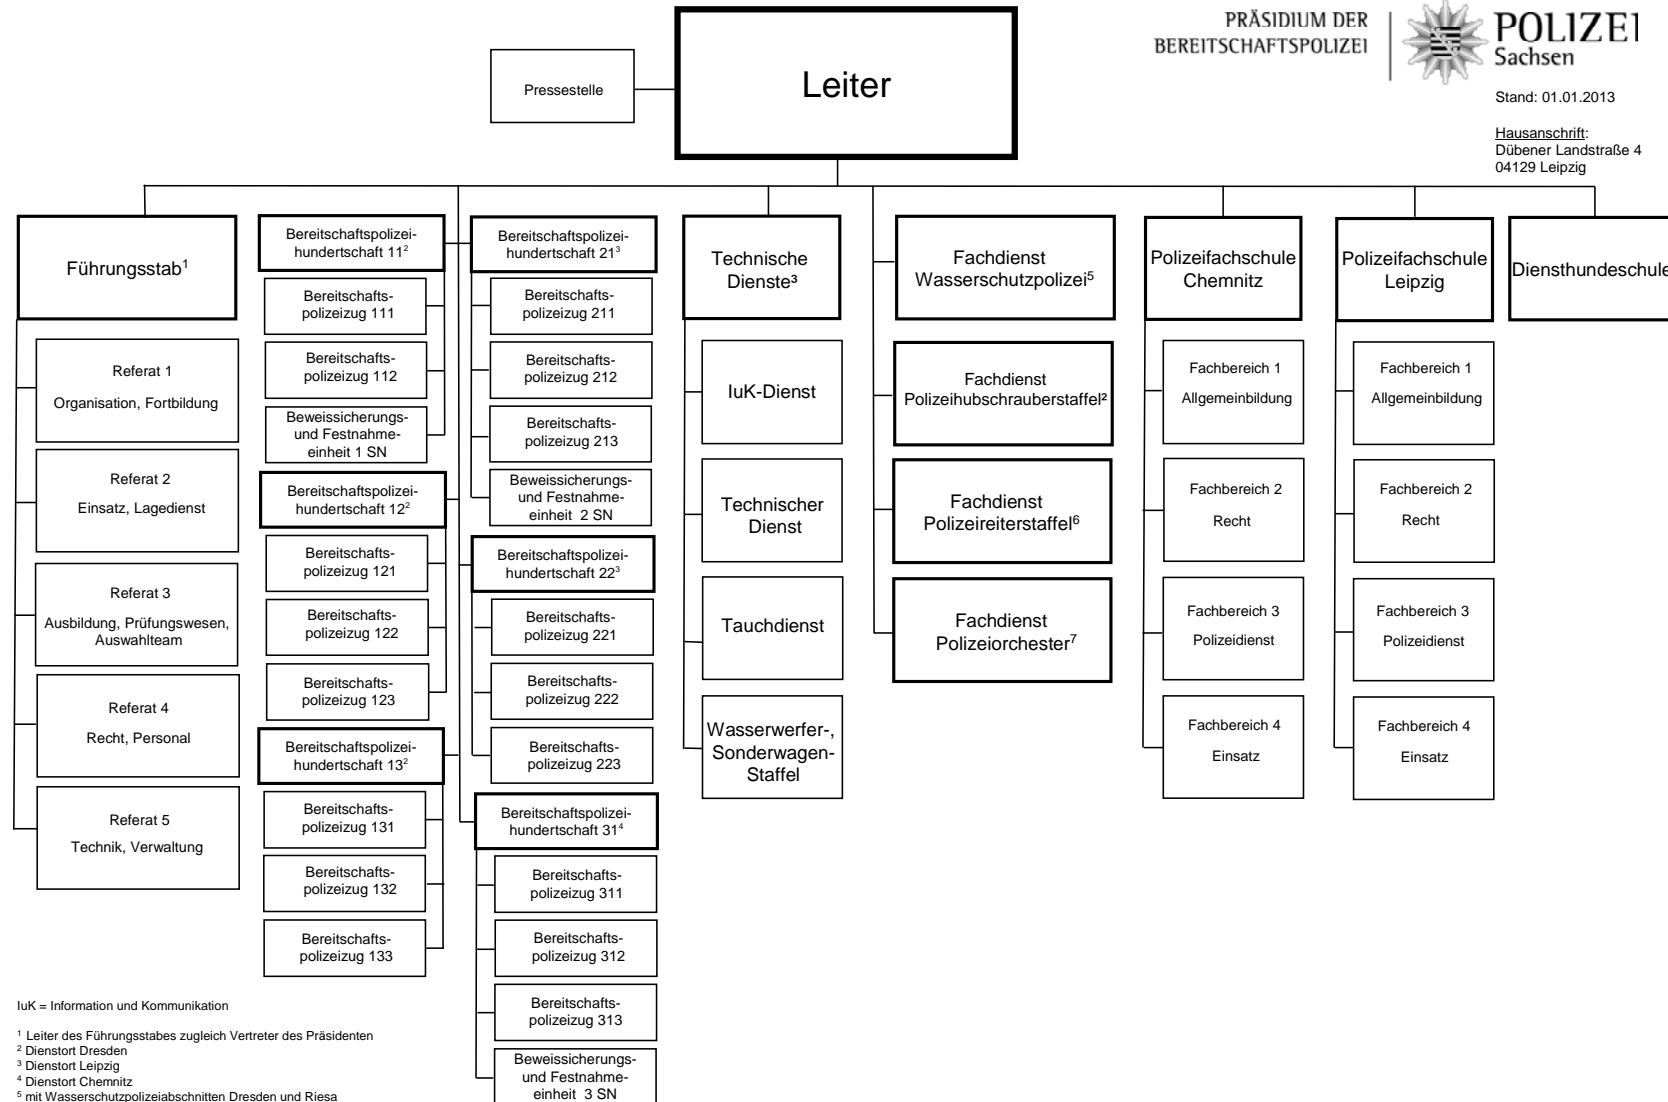 PRÄSIDIUM DER
BEREITSCHAFTSPOLIZEI
POLIZEI
Sachsen
Stand: 01.01.2013
Hausanschrift:
Dübener Landstraße 4
04129 Leipzig
Pressestelle
Leiter
Führungsstab¹
Referat 1
Organisation, Fortbildung
Referat 2
Einsatz, Lagedienst
Referat 3
Ausbildung, Prüfungswesen,
Auswahlteam
Referat 4
Recht, Personal
Referat 5
Technik, Verwaltung
Bereitschaftspolizei-
hundertschaft 11²
Bereitschafts-
polizeizug 111
Bereitschafts-
polizeizug 112
Beweissicherungs-
und Festnahme-
einheit 1 SN
Bereitschaftspolizei-
hundertschaft 12²
Bereitschafts-
polizeizug 121
Bereitschafts-
polizeizug 122
Bereitschafts-
polizeizug 123
Bereitschaftspolizei-
hundertschaft 13²
Bereitschafts-
polizeizug 131
Bereitschafts-
polizeizug 132
Bereitschafts-
polizeizug 133
Bereitschaftspolizei-
hundertschaft 21³
Bereitschafts-
polizeizug 211
Bereitschafts-
polizeizug 212
Bereitschafts-
polizeizug 213
Beweissicherungs-
und Festnahme-
einheit 2 SN
Bereitschaftspolizei-
hundertschaft 22³
Bereitschafts-
polizeizug 221
Bereitschafts-
polizeizug 222
Bereitschafts-
polizeizug 223
Bereitschaftspolizei-
hundertschaft 31⁴
Bereitschafts-
polizeizug 311
Bereitschafts-
polizeizug 312
Bereitschafts-
polizeizug 313
Beweissicherungs-
und Festnahme-
einheit 3 SN
Technische
Dienste³
IuK-Dienst
Technischer
Dienst
Tauchdienst
Wasserwerfer-,
Sonderwagen-
Staffel
Fachdienst
Wasserschutzpolizei⁵
Fachdienst
Polizeihubschrauberstaffel²
Fachdienst
Polizeireiterstaffel⁶
Fachdienst
Polizeiorchester⁷
Polizeifachschule
Chemnitz
Fachbereich 1
Allgemeinbildung
Fachbereich 2
Recht
Fachbereich 3
Polizeidienst
Fachbereich 4
Einsatz
Polizeifachschule
Leipzig
Fachbereich 1
Allgemeinbildung
Fachbereich 2
Recht
Fachbereich 3
Polizeidienst
Fachbereich 4
Einsatz
Diensthundeschule
IuK = Information und Kommunikation
¹ Leiter des Führungsstabes zugleich Vertreter des Präsidenten
² Dienstort Dresden
³ Dienstort Leipzig
⁴ Dienstort Chemnitz
⁵ mit Wasserschutzpolizeiabschnitten Dresden und Riesa